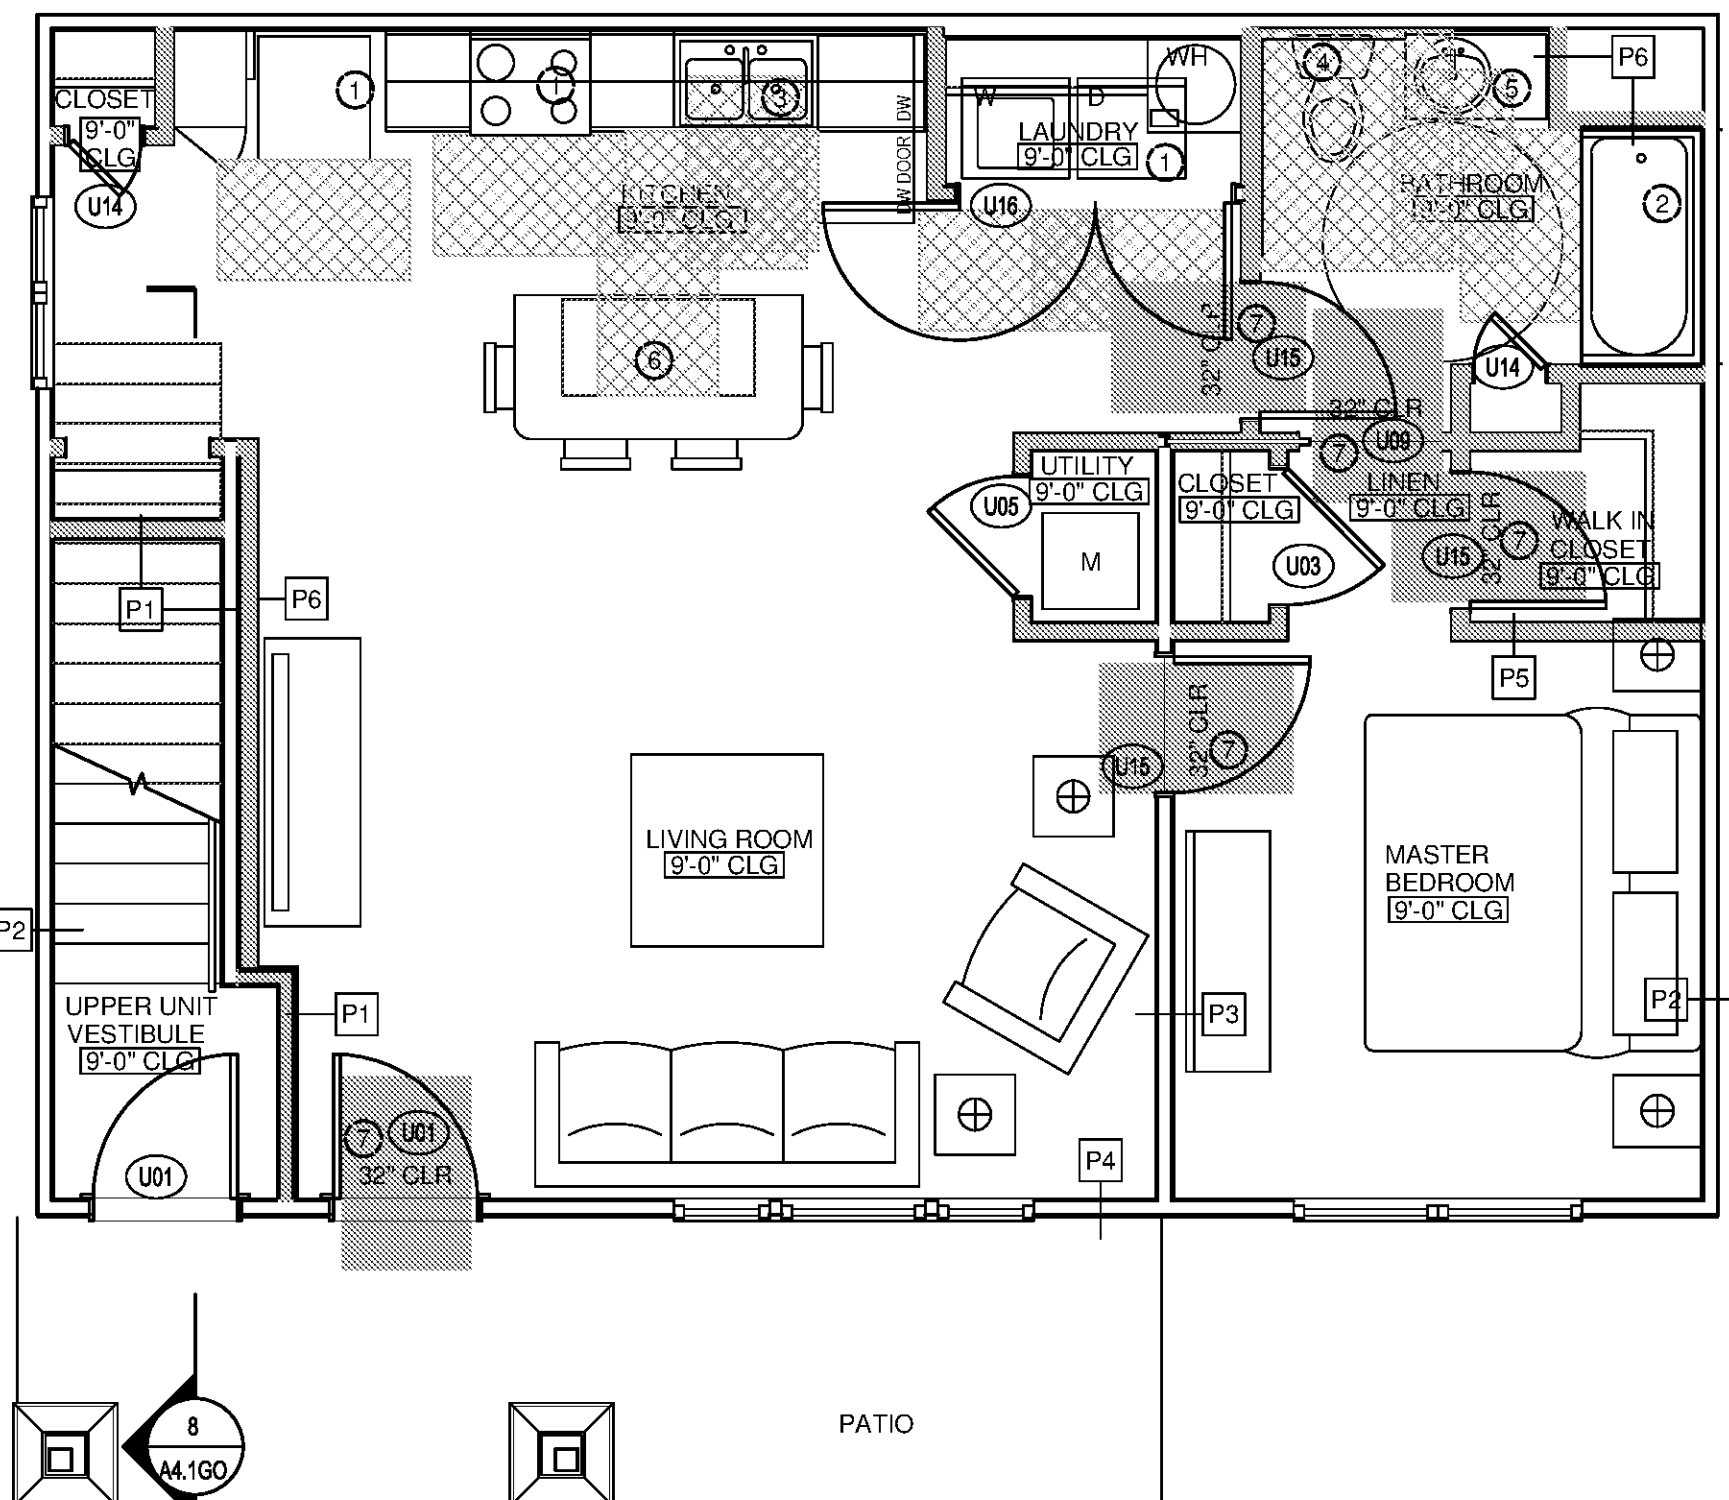 CLOSET
9'-0"
CLG
U14
1
1
3
DW
DW DOOR
KITCHEN
9'-0" CLG
6
W
D
WH
LAUNDRY
9'-0" CLG
1
U16
4
5
P6
BATHROOM
9'-0" CLG
2
7
32" CLR
U15
U14
32" CLR
U09
7
UTILITY
9'-0" CLG
U05
M
CLOSET
9'-0" CLG
U03
LINEN
9'-0" CLG
32" CLR
U15
7
WALK IN
CLOSET
9'-0" CLG
P1
P6
P5
32" CLR
U15
7
LIVING ROOM
9'-0" CLG
MASTER
BEDROOM
9'-0" CLG
P2
UPPER UNIT
VESTIBULE
9'-0" CLG
P1
P3
P2
U01
7
U01
32" CLR
P4
PATIO
8
A4.1GO